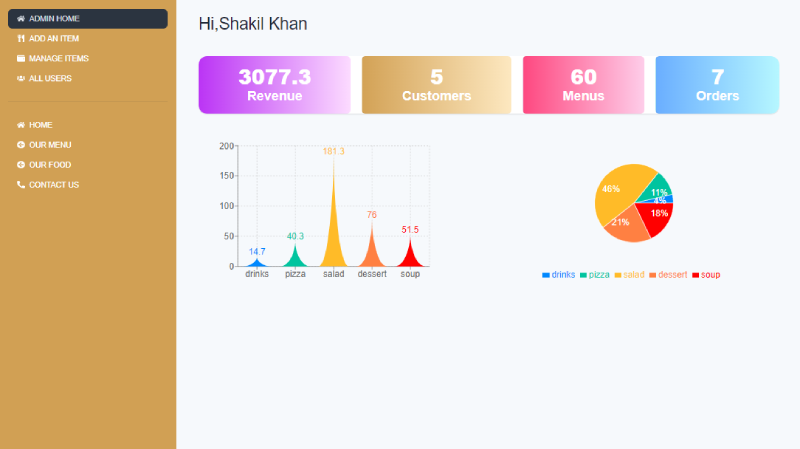 ADMIN HOME
ADD AN ITEM
MANAGE ITEMS
ALL USERS
HOME
OUR MENU
OUR FOOD
CONTACT US
Hi,Shakil Khan
3077.3
Revenue
5
Customers
60
Menus
7
Orders
200
150
100
50
0
14.7
40.3
181.3
76
51.5
drinks pizza salad dessert soup
46%
11%
4%
18%
21%
drinks pizza salad dessert soup